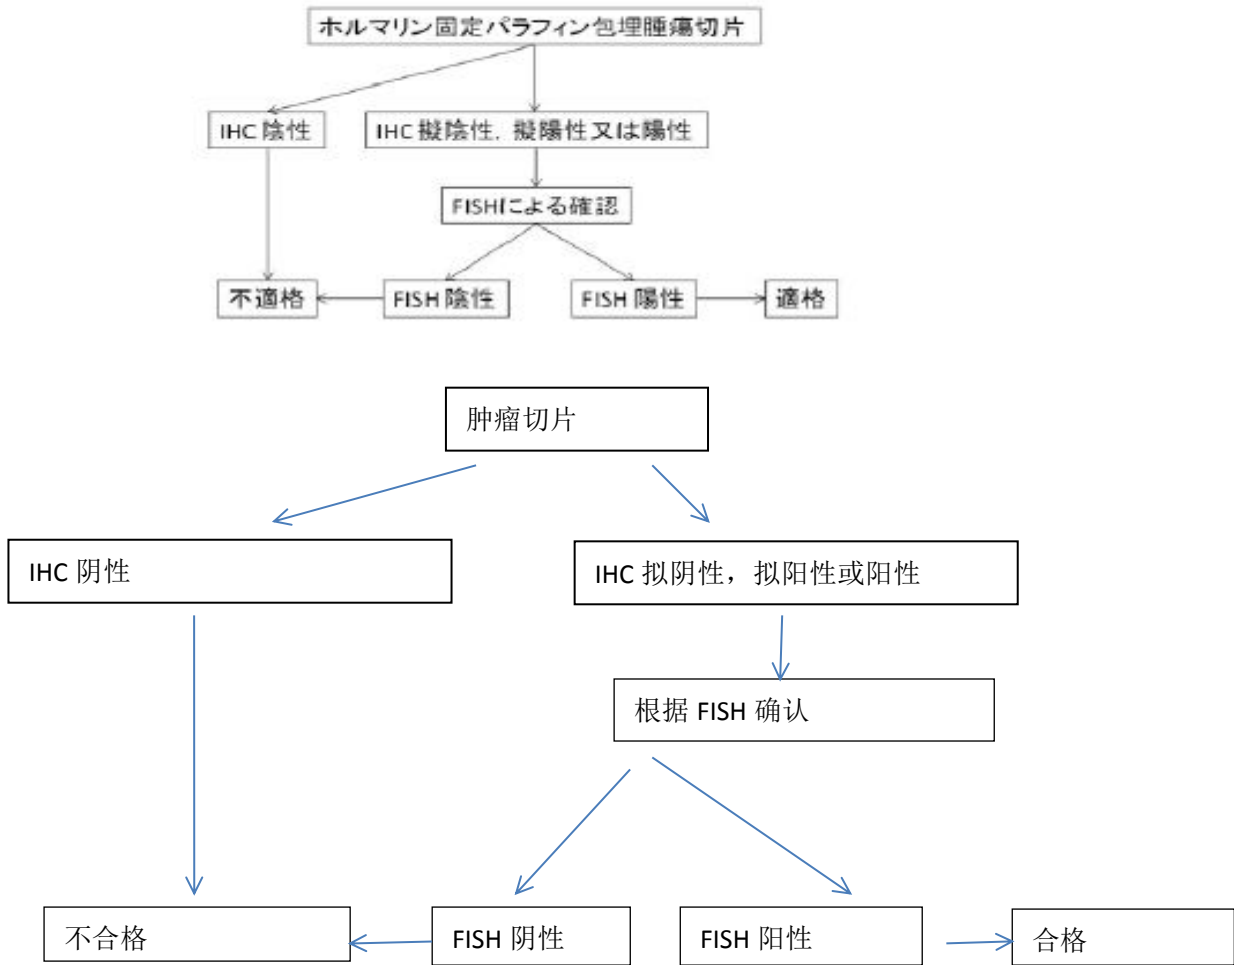 ホルマリン固定パラフィン包埋腫瘍切片
IHC 陰性
IHC 擬陰性, 擬陽性又は陽性
FISHによる確認
不適格
FISH 陰性
FISH 陽性
適格
肿瘤切片
IHC 阴性
IHC 拟阴性，拟阳性或阳性
根据 FISH 确认
不合格
FISH 阴性
FISH 阳性
合格